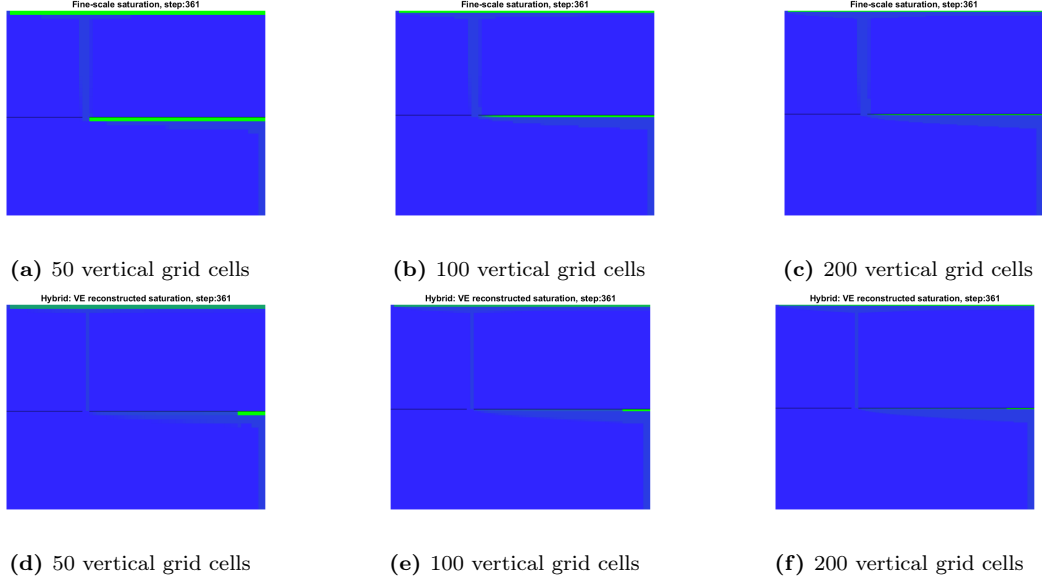 Fine-scale saturation, step:361
Fine-scale saturation, step:361
Fine-scale saturation, step:361
(a) 50 vertical grid cells
(b) 100 vertical grid cells
(c) 200 vertical grid cells
Hybrid: VE reconstructed saturation, step:361
Hybrid: VE reconstructed saturation, step:361
Hybrid: VE reconstructed saturation, step:361
(d) 50 vertical grid cells
(e) 100 vertical grid cells
(f) 200 vertical grid cells